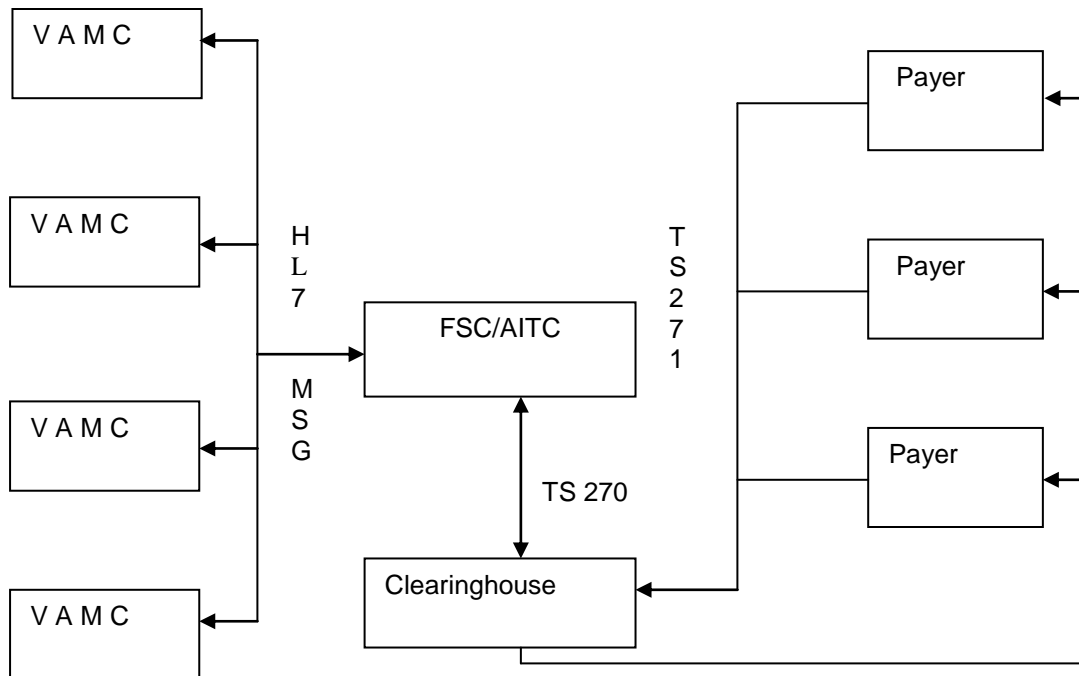 V A M C
V A M C
V A M C
V A M C
H
L
7
M
S
G
FSC/AITC
TS 270
Clearinghouse
T
S
2
7
1
Payer
Payer
Payer